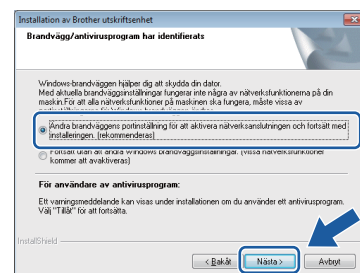 Installation av Brother utskriftsenhet
Brandvägg/antivirusprogram har identifierats
Windows-brandväggen hjälper dig att skydda din dator.
Med aktuella brandväggsinställningar fungerar inte några av nätverksfunktionerna på din
maskin.För att alla nätverksfunktioner på maskinen ska fungera, måste vissa av
Ändra brandväggens portinställning för att aktivera nätverksanslutningen och fortsätt med
installeringen. (rekommenderas)
Fortsätt utan att ändra Windows brandväggsinställningar. (Vissa nätverksfunktioner
kommer att avaktiveras)
För användare av antivirusprogram:
Ett varningsmeddelande kan visas under installationen om du använder ett antivirusprogram.
Välj "Tillåt" för att fortsätta.
InstallShield
< Bakåt
Nästa >
Avbryt